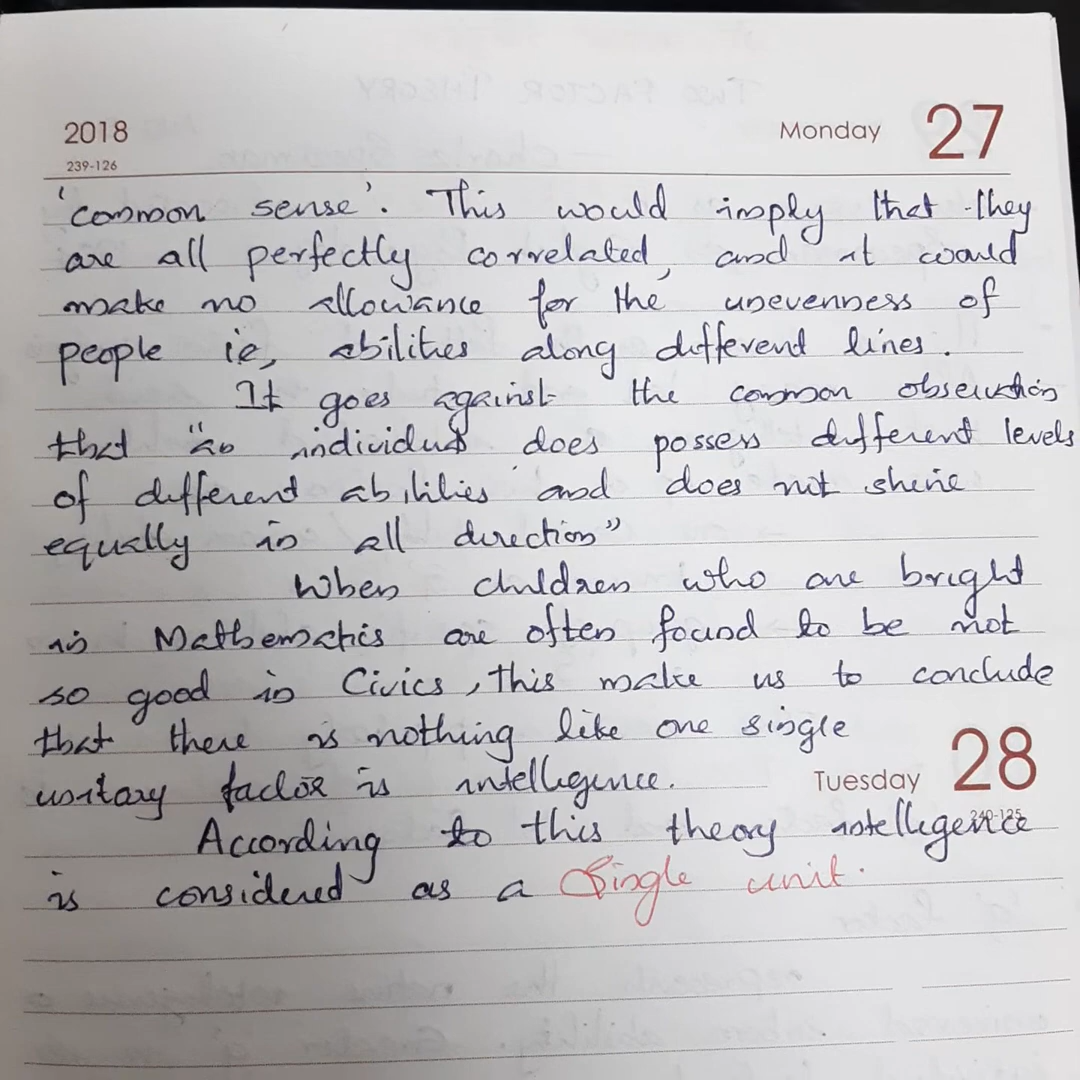 2018
239-126
Monday 27
'common sense'. This would imply that they
are all perfectly correlated, and it would
make no allowance for the unevenness of
people ie, abilities along differend lines.
It goes against the common observation
that "an individual does possess different levels
of different abilities and does not shine
equally in all direction"
When children who are bright
in Mathematics are often found to be not
so good in Civics, this make us to conclude
that there is nothing like one single
unitary factor is intelligence.
Tuesday 28
240-125
According to this theory intelligence
is considered as a Single unit.